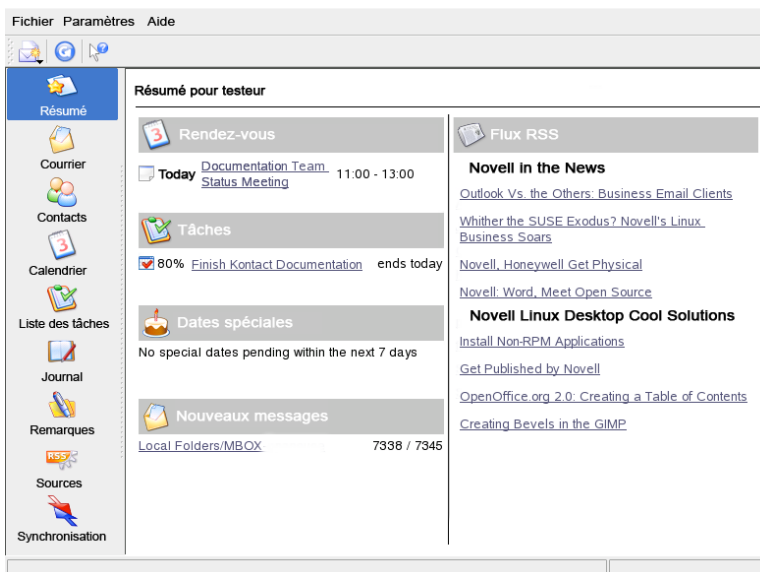 Fichier Paramètres Aide
Résumé
Courrier
Contacts
Calendrier
Liste des tâches
Journal
Remarques
RSS
Sources
Synchronisation
Résumé pour testeur
3 Rendez-vous
Today Documentation Team 11:00 - 13:00
Status Meeting
Tâches
80% Finish Kontact Documentation ends today
Dates spéciales
No special dates pending within the next 7 days
Nouveaux messages
Local Folders/MBOX 7338 / 7345
Flux RSS
Novell in the News
Outlook Vs. the Others: Business Email Clients
Whither the SUSE Exodus? Novell's Linux
Business Soars
Novell, Honeywell Get Physical
Novell: Word, Meet Open Source
Novell Linux Desktop Cool Solutions
Install Non-RPM Applications
Get Published by Novell
OpenOffice.org 2.0: Creating a Table of Contents
Creating Bevels in the GIMP